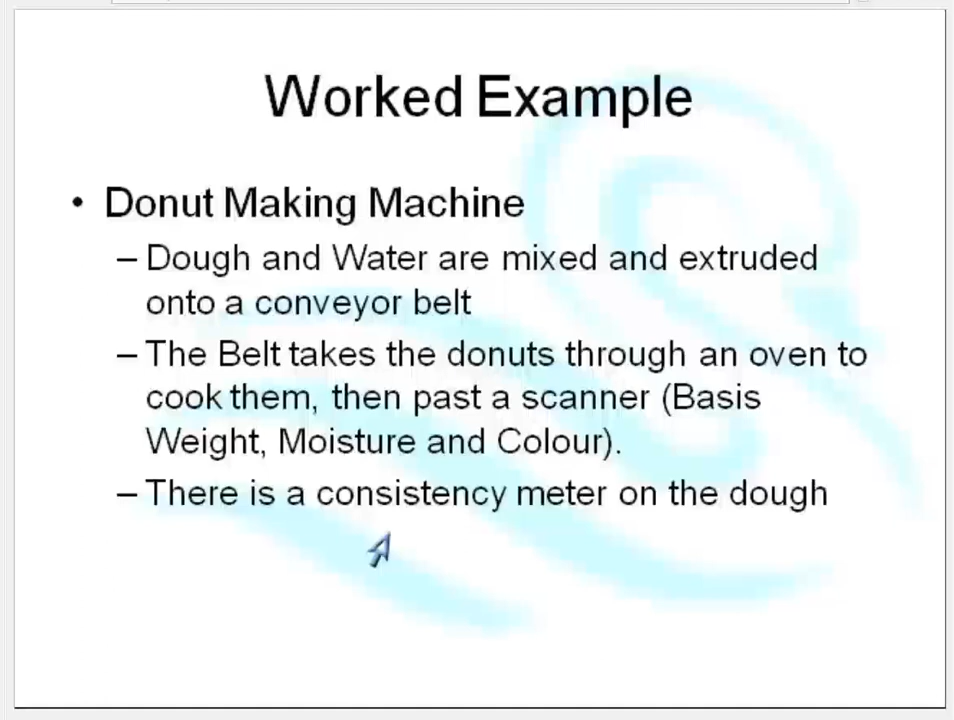 Worked Example
• Donut Making Machine
– Dough and Water are mixed and extruded
onto a conveyor belt
– The Belt takes the donuts through an oven to
cook them, then past a scanner (Basis
Weight, Moisture and Colour).
– There is a consistency meter on the dough